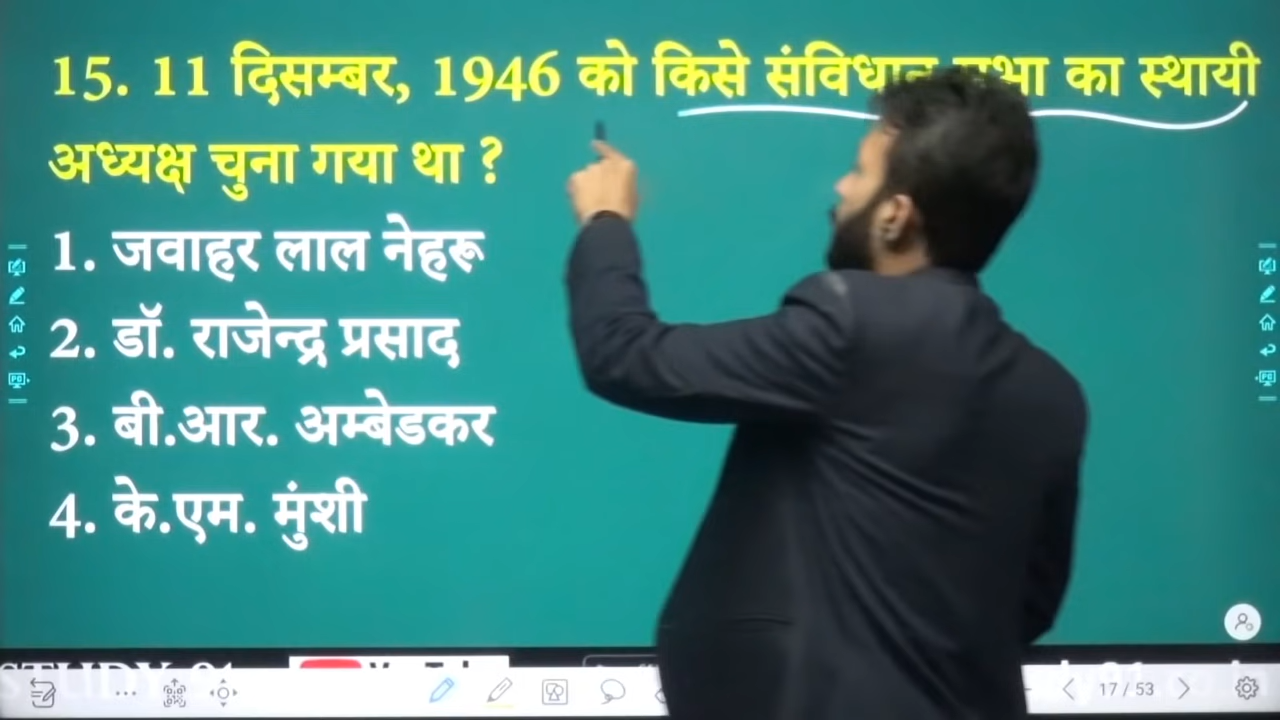 15. 11 दिसम्बर, 1946 को किसे संविधान सभा का स्थायी
अध्यक्ष चुना गया था ?
1. जवाहर लाल नेहरू
2. डॉ. राजेन्द्र प्रसाद
3. बी.आर. अम्बेडकर
4. के.एम. मुंशी
17 / 53